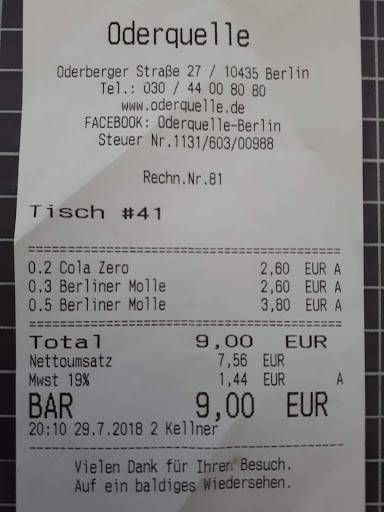 Oderquelle
Oderberger Straße 27 / 10435 Berlin
Tel.: 030 / 44 00 80 80
www.oderquelle.de
FACEBOOK: Oderquelle-Berlin
Steuer Nr.1131/603/00988
Rechn.Nr.81
Tisch #41
0.2 Cola Zero 2,60 EUR A
0.3 Berliner Molle 2,60 EUR A
0.5 Berliner Molle 3,80 EUR A
Total 9,00 EUR
Nettoumsatz 7,56 EUR
Mwst 19% 1,44 EUR A
BAR 9,00 EUR
20:10 29.7.2018 2 Kellner
Vielen Dank für Ihren Besuch.
Auf ein baldiges Wiedersehen.